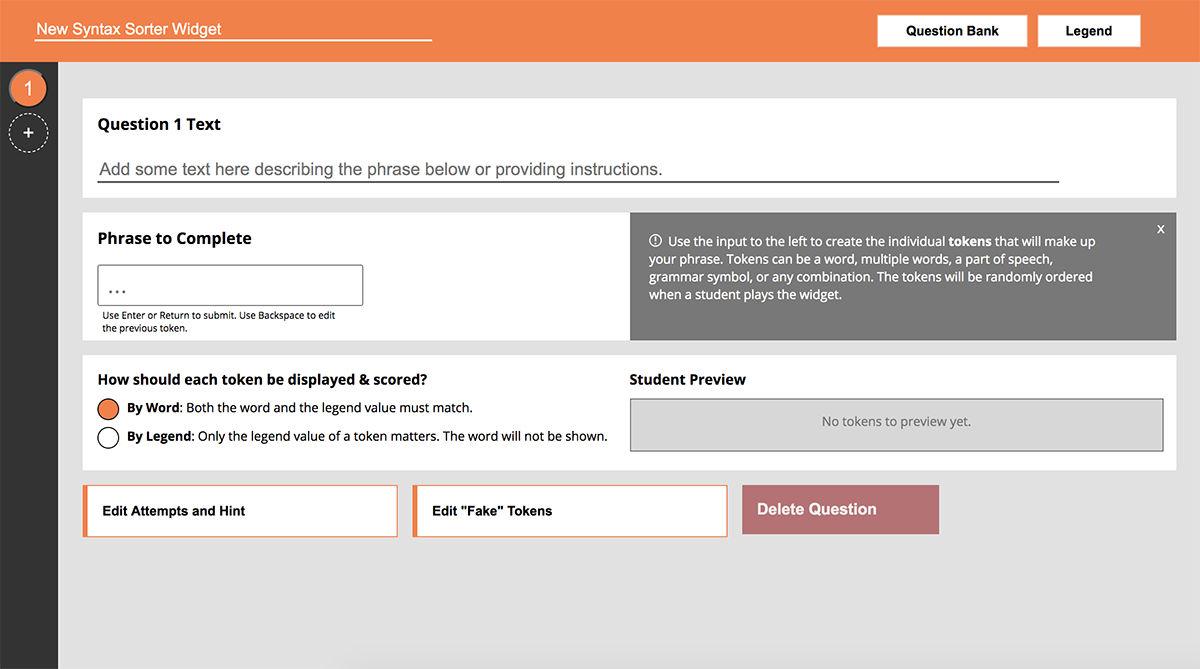 New Syntax Sorter Widget
Question Bank
Legend
1
+
Question 1 Text
Add some text here describing the phrase below or providing instructions.
Phrase to Complete
...
Use Enter or Return to submit. Use Backspace to edit
the previous token.
x
Use the input to the left to create the individual tokens that will make up
your phrase. Tokens can be a word, multiple words, a part of speech,
grammar symbol, or any combination. The tokens will be randomly ordered
when a student plays the widget.
How should each token be displayed & scored?
By Word: Both the word and the legend value must match.
By Legend: Only the legend value of a token matters. The word will not be shown.
Student Preview
No tokens to preview yet.
Edit Attempts and Hint
Edit "Fake" Tokens
Delete Question